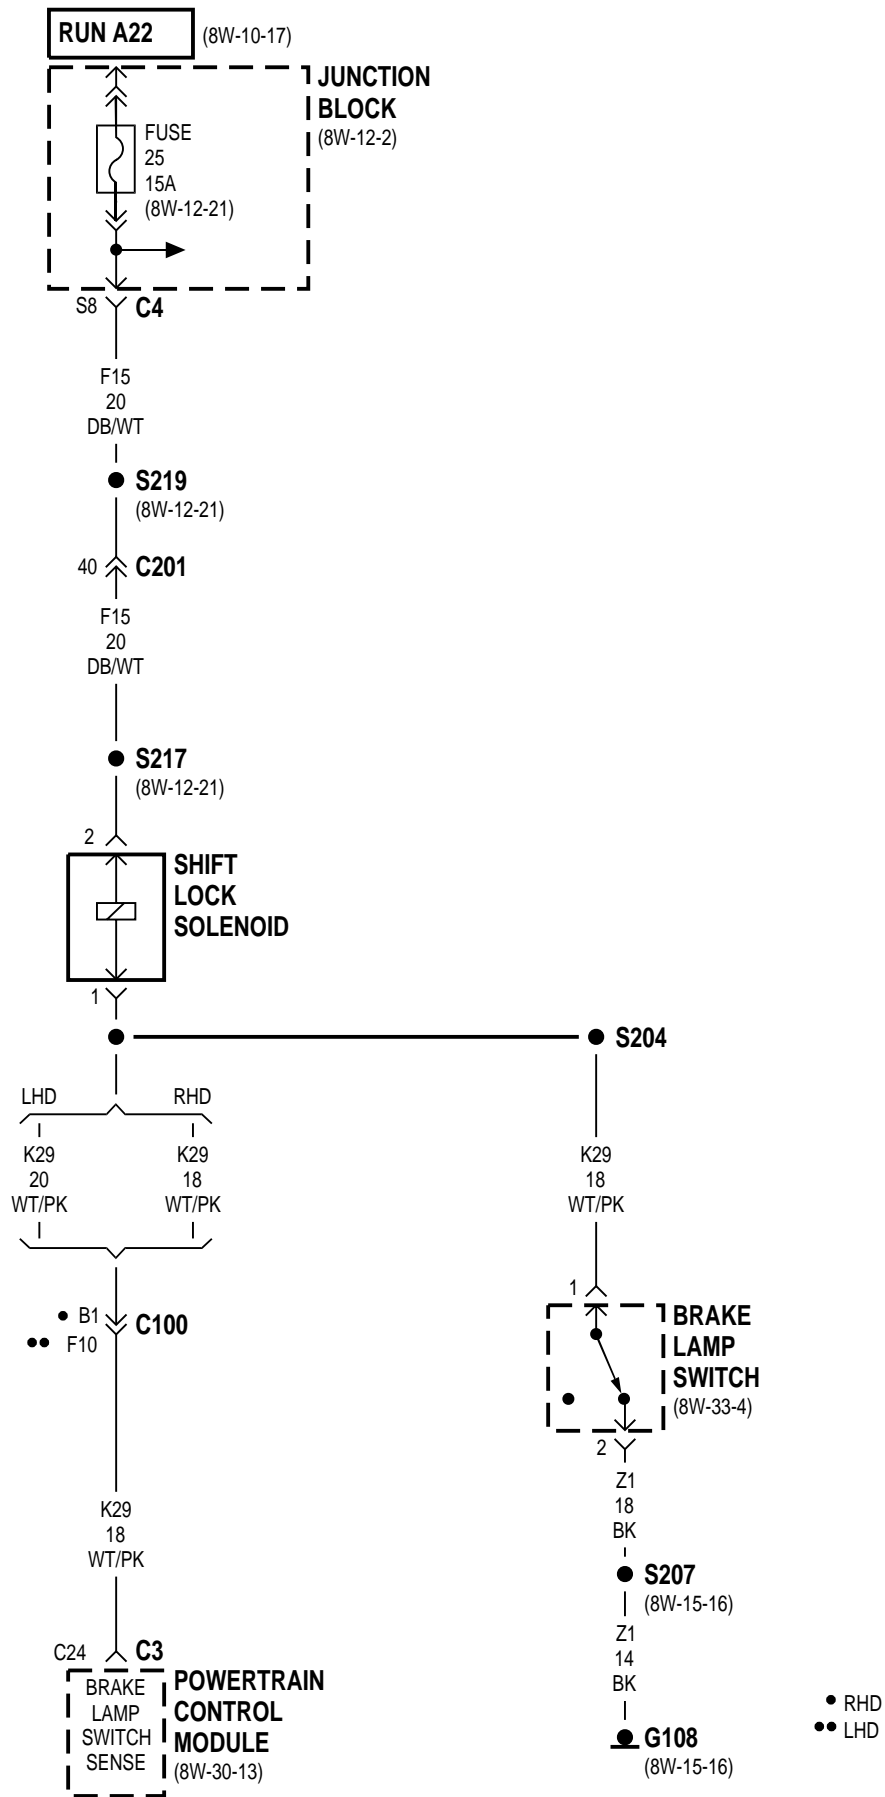 RUN A22
(8W-10-17)
JUNCTION
BLOCK
(8W-12-2)
FUSE
25
15A
(8W-12-21)
S8
C4
F15
20
DB/WT
S219
(8W-12-21)
40
C201
F15
20
DB/WT
S217
(8W-12-21)
2
SHIFT
LOCK
SOLENOID
1
S204
LHD
RHD
K29
20
WT/PK
K29
18
WT/PK
K29
18
WT/PK
• B1
•• F10
C100
1
BRAKE
LAMP
SWITCH
(8W-33-4)
2
Z1
18
BK
S207
(8W-15-16)
Z1
14
BK
G108
(8W-15-16)
K29
18
WT/PK
C24
C3
BRAKE
LAMP
SWITCH
SENSE
POWERTRAIN
CONTROL
MODULE
(8W-30-13)
• RHD
•• LHD